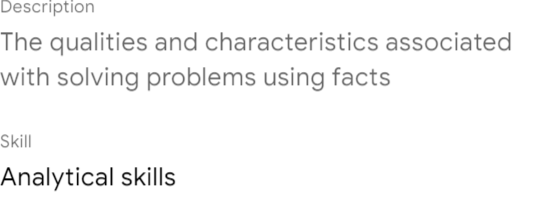 Description
The qualities and characteristics associated
with solving problems using facts
Skill
Analytical skills